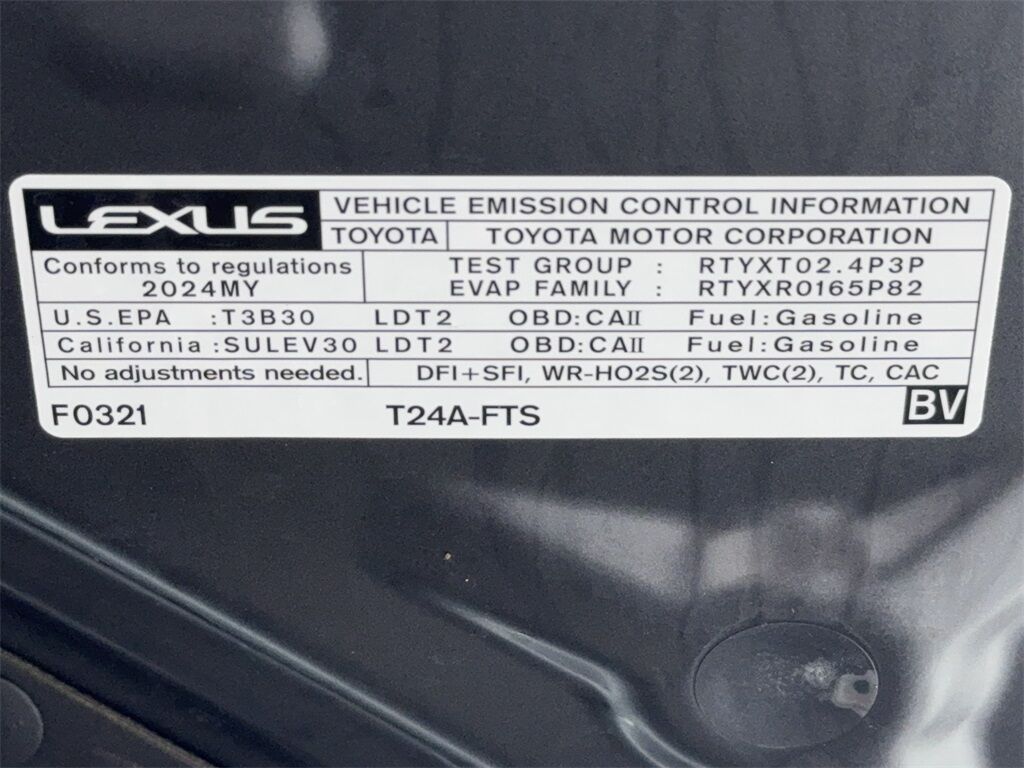 LEXUS
VEHICLE EMISSION CONTROL INFORMATION
TOYOTA TOYOTA MOTOR CORPORATION
Conforms to regulations
2024MY
TEST GROUP : RTYXT02.4P3P
EVAP FAMILY : RTYXR0165P82
U.S.EPA :T3B30 LDT2 OBD:CAII Fuel:Gasoline
California :SULEV30 LDT2 OBD:CAII Fuel:Gasoline
No adjustments needed. DFI+SFI, WR-HO2S(2), TWC(2), TC, CAC
F0321 T24A-FTS BV